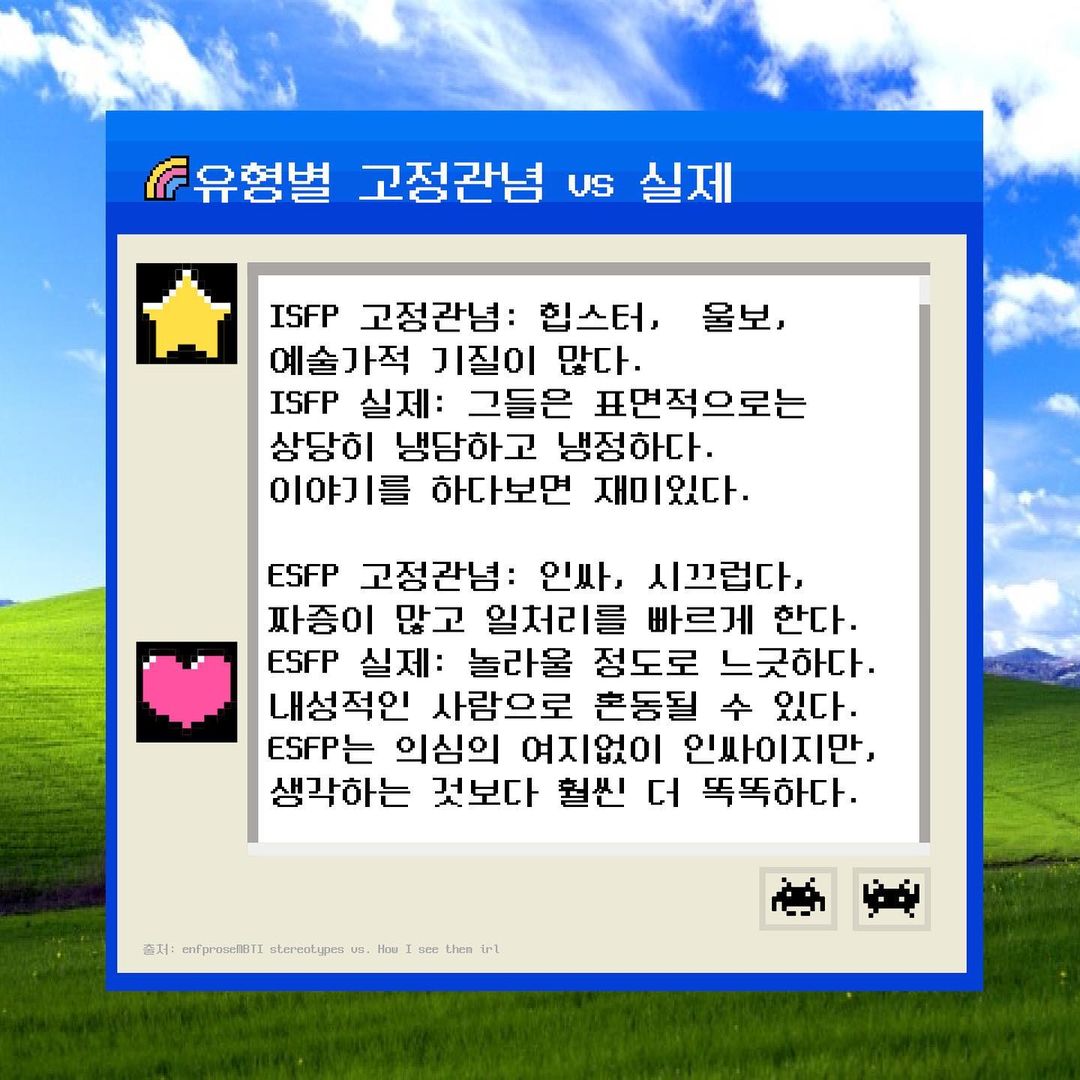 유형별 고정관념 vs 실제
ISFP 고정관념: 힙스터, 울보,
예술가적 기질이 많다.
ISFP 실제: 그들은 표면적으로는
상당히 냉담하고 냉정하다.
이야기를 하다보면 재미있다.
ESFP 고정관념: 인싸, 시끄럽다,
짜증이 많고 일처리를 빠르게 한다.
ESFP 실제: 놀라울 정도로 느긋하다.
내성적인 사람으로 혼동될 수 있다.
ESFP는 의심의 여지없이 인싸이지만,
생각하는 것보다 훨씬 더 똑똑하다.
출처: enfproseMBTI stereotypes vs. How I see them irl